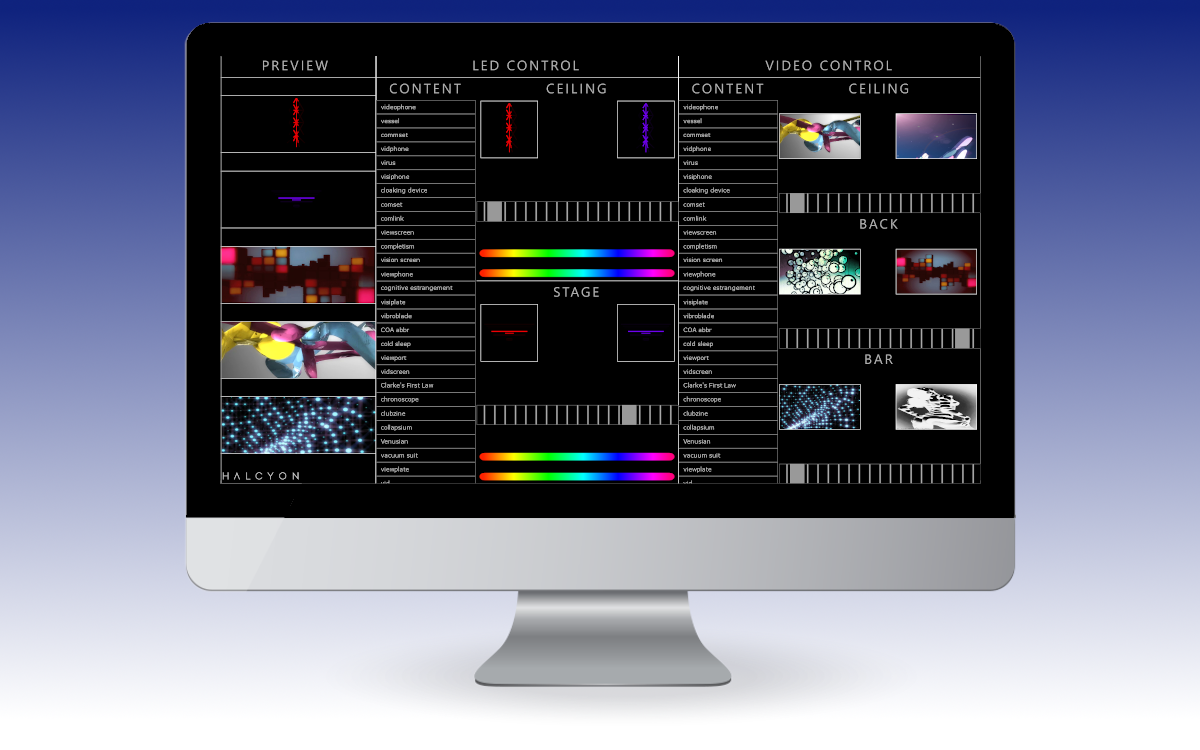 PREVIEW
LED CONTROL
VIDEO CONTROL
CONTENT
CEILING
CONTENT
CEILING
videophone
vessel
commset
vidphone
virus
visiphone
cloaking device
comset
comlink
viewscreen
completism
vision screen
viewphone
cognitive estrangement
visiplate
vibroblade
COA abbr
cold sleep
viewport
vidscreen
Clarke's First Law
chronoscope
clubzine
collapsium
Venusian
vacuum suit
viewplate
vid
STAGE
videophone
vessel
commset
vidphone
virus
visiphone
cloaking device
comset
comlink
viewscreen
completism
vision screen
viewphone
cognitive estrangement
visiplate
vibroblade
COA abbr
cold sleep
viewport
vidscreen
Clarke's First Law
chronoscope
clubzine
collapsium
Venusian
vacuum suit
viewplate
vid
BACK
BAR
HALCYON